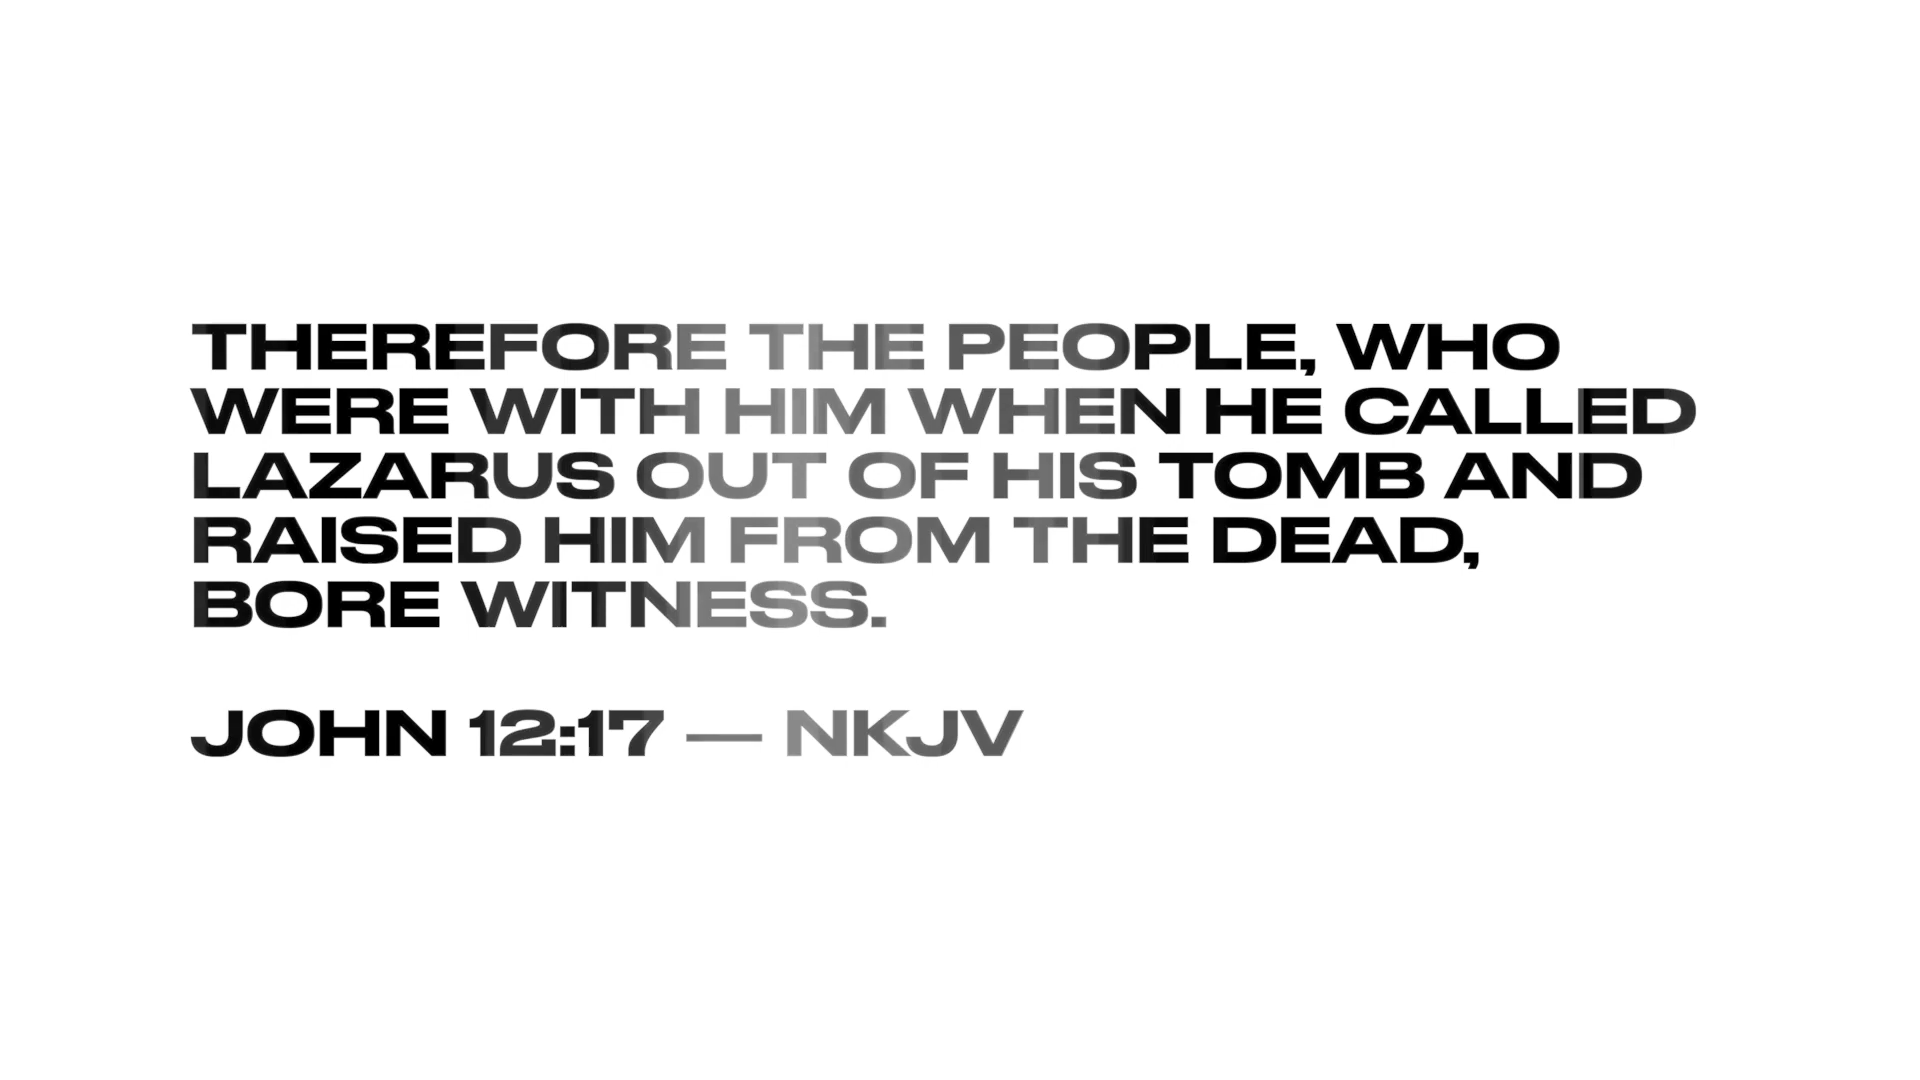 THEREFORE THE PEOPLE, WHO
WERE WITH HIM WHEN HE CALLED
LAZARUS OUT OF HIS TOMB AND
RAISED HIM FROM THE DEAD,
BORE WITNESS.
JOHN 12:17 — NKJV